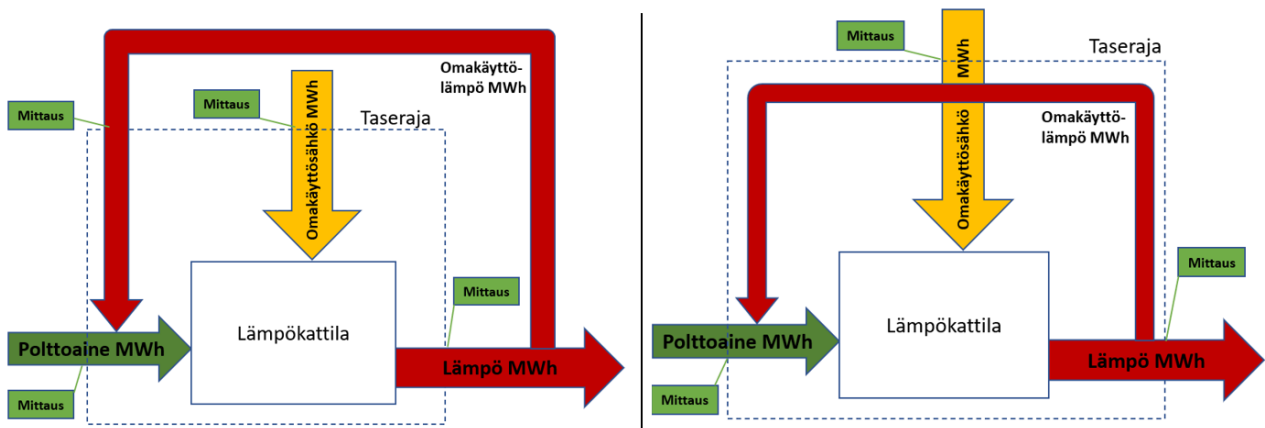 Omakäyttö-
lämpö MWh
Mittaus
Mittaus
Taseraja
Omakäyttösähkö MWh
Mittaus
Polttoaine MWh
Lämpökattila
Lämpö MWh
Mittaus
Mittaus
MWh
Taseraja
Omakäyttösähkö
Omakäyttö-
lämpö MWh
Mittaus
Polttoaine MWh
Lämpökattila
Lämpö MWh
Mittaus